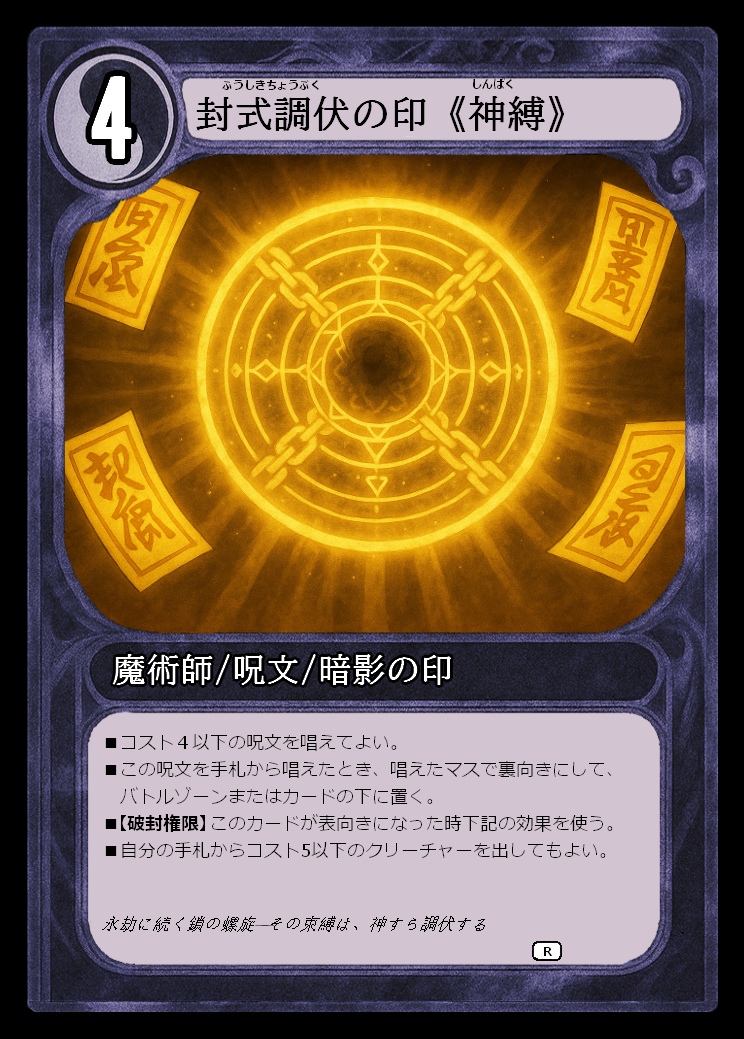 4
ふうしきちょうぶく しんばく
封式調伏の印《神縛》
魔術師/呪文/暗影の印
■コスト４以下の呪文を唱えてよい。
■この呪文を手札から唱えたとき、唱えたマスで裏向きにして、
バトルゾーンまたはカードの下に置く。
■【破封権限】このカードが表向きになった時下記の効果を使う。
■自分の手札からコスト5以下のクリーチャーを出してもよい。
永劫に続く鎖の螺旋―その束縛は、神すら調伏する
R